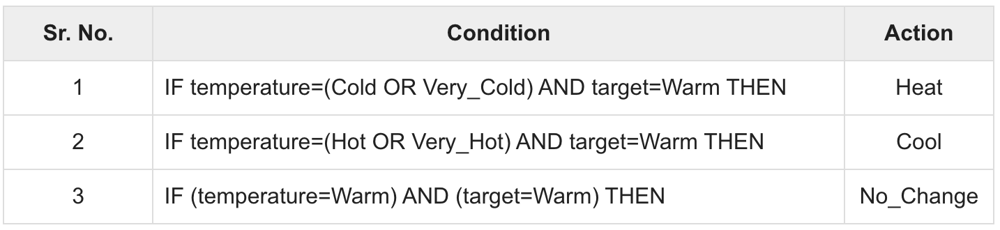 Sr. No. Condition Action
1 IF temperature=(Cold OR Very_Cold) AND target=Warm THEN Heat
2 IF temperature=(Hot OR Very_Hot) AND target=Warm THEN Cool
3 IF (temperature=Warm) AND (target=Warm) THEN No_Change